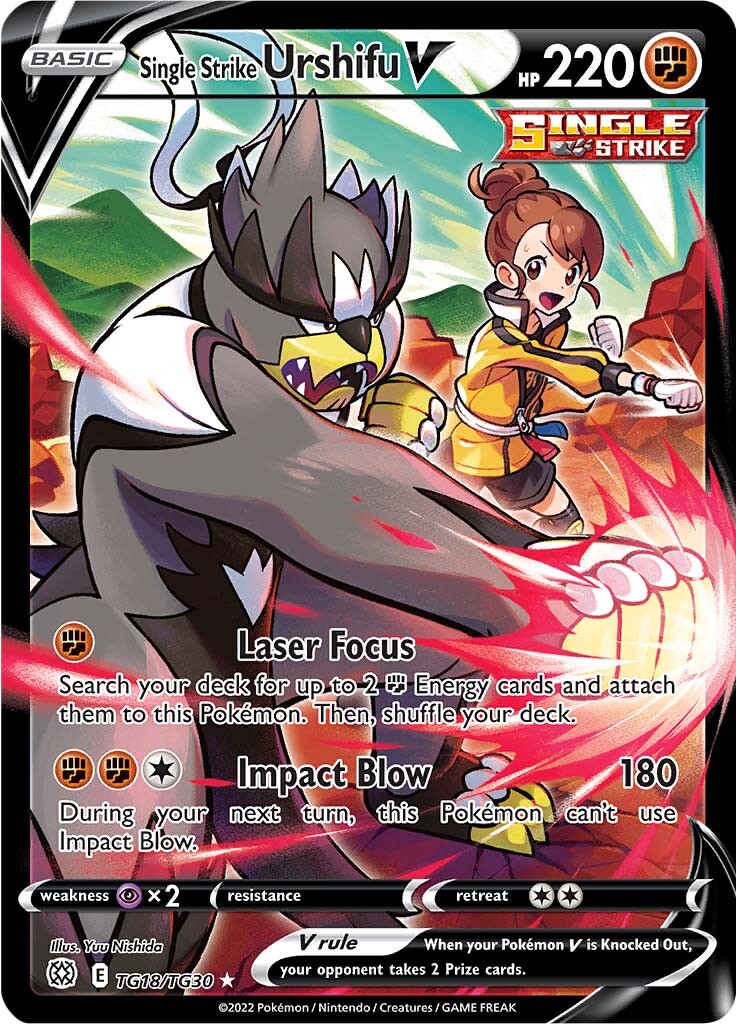 BASIC
Single Strike Urshifu V
HP 220
SINGLE
STRIKE
Laser Focus
Search your deck for up to 2 Energy cards and attach
them to this Pokémon. Then, shuffle your deck.
Impact Blow 180
During your next turn, this Pokémon can't use
Impact Blow.
weakness ×2 resistance retreat
Illus. Yuu Nishida
E TG18/TG30 ★
V rule When your Pokémon V is Knocked Out,
your opponent takes 2 Prize cards.
©2022 Pokémon / Nintendo / Creatures / GAME FREAK